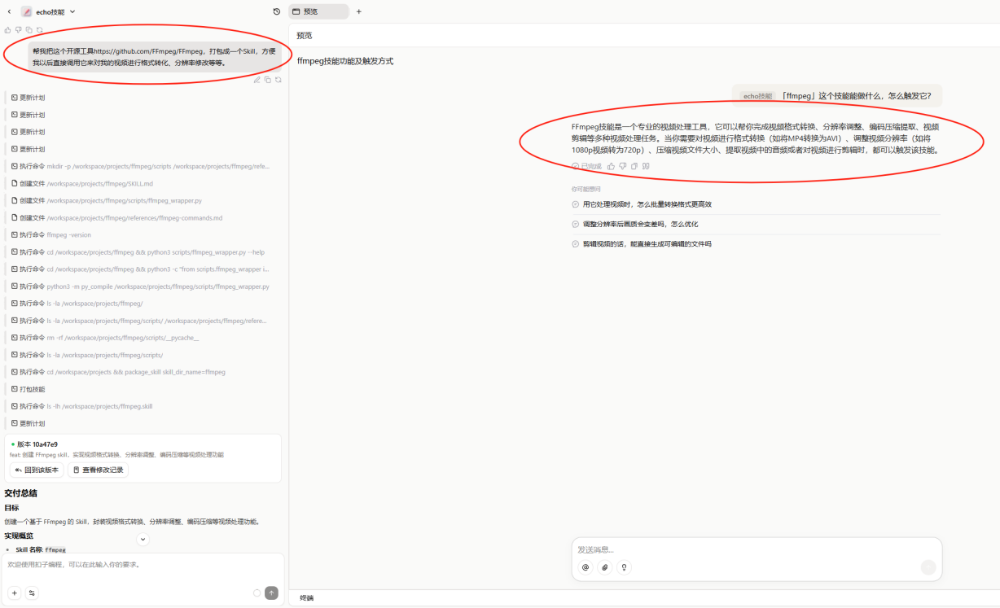 echo技能
预览
预览
帮我把这个开源工具https://github.com/FFmpeg/FFmpeg，打包成一个Skill，方便
我以后直接调用它来对我的视频进行格式转化、分辨率修改等等。
更新计划
更新计划
更新计划
更新计划
执行命令 mkdir -p /workspace/projects/ffmpeg/scripts /workspace/projects/ffmpeg/refe...
创建文件 /workspace/projects/ffmpeg/SKILL.md
创建文件 /workspace/projects/ffmpeg/scripts/ffmpeg_wrapper.py
创建文件 /workspace/projects/ffmpeg/references/ffmpeg-commands.md
执行命令 ffmpeg -version
执行命令 cd /workspace/projects/ffmpeg && python3 scripts/ffmpeg_wrapper.py --help
执行命令 cd /workspace/projects/ffmpeg && python3 -c "from scripts.ffmpeg_wrapper i...
执行命令 python3 -m py_compile /workspace/projects/ffmpeg/scripts/ffmpeg_wrapper.py
执行命令 ls -la /workspace/projects/ffmpeg/
执行命令 ls -la /workspace/projects/ffmpeg/scripts/ /workspace/projects/ffmpeg/refere...
执行命令 rm -rf /workspace/projects/ffmpeg/scripts/__pycache__
执行命令 ls -la /workspace/projects/ffmpeg/scripts/
执行命令 cd /workspace/projects && package_skill skill_dir_name=ffmpeg
打包技能
执行命令 ls -lh /workspace/projects/ffmpeg.skill
更新计划
版本 10a47e9
feat: 创建 FFmpeg skill，实现视频格式转换、分辨率调整、编码压缩等视频处理功能
回到该版本 查看修改记录
交付总结
目标
创建一个基于 FFmpeg 的 Skill，封装视频格式转换、分辨率调整、编码压缩等视频处理功能。
实现概览
Skill 名称: ffmpeg
欢迎使用扣子编程，可以在此输入你的要求。
ffmpeg技能功能及触发方式
echo技能 「ffmpeg」这个技能能做什么，怎么触发它？
FFmpeg技能是一个专业的视频处理工具，它可以帮你完成视频格式转换、分辨率调整、编码压缩提取、视频
剪辑等多种视频处理任务。当你需要对视频进行格式转换（如将MP4转换为AVI）、调整视频分辨率（如将
1080p视频转为720p）、压缩视频文件大小、提取视频中的音频或者对视频进行剪辑时，都可以触发该技能。
已完成
你可能想问
用它处理视频时，怎么批量转换格式更高效
调整分辨率后画质会变差吗，怎么优化
剪辑视频的话，能直接生成可编辑的文件吗
发送消息...
终端